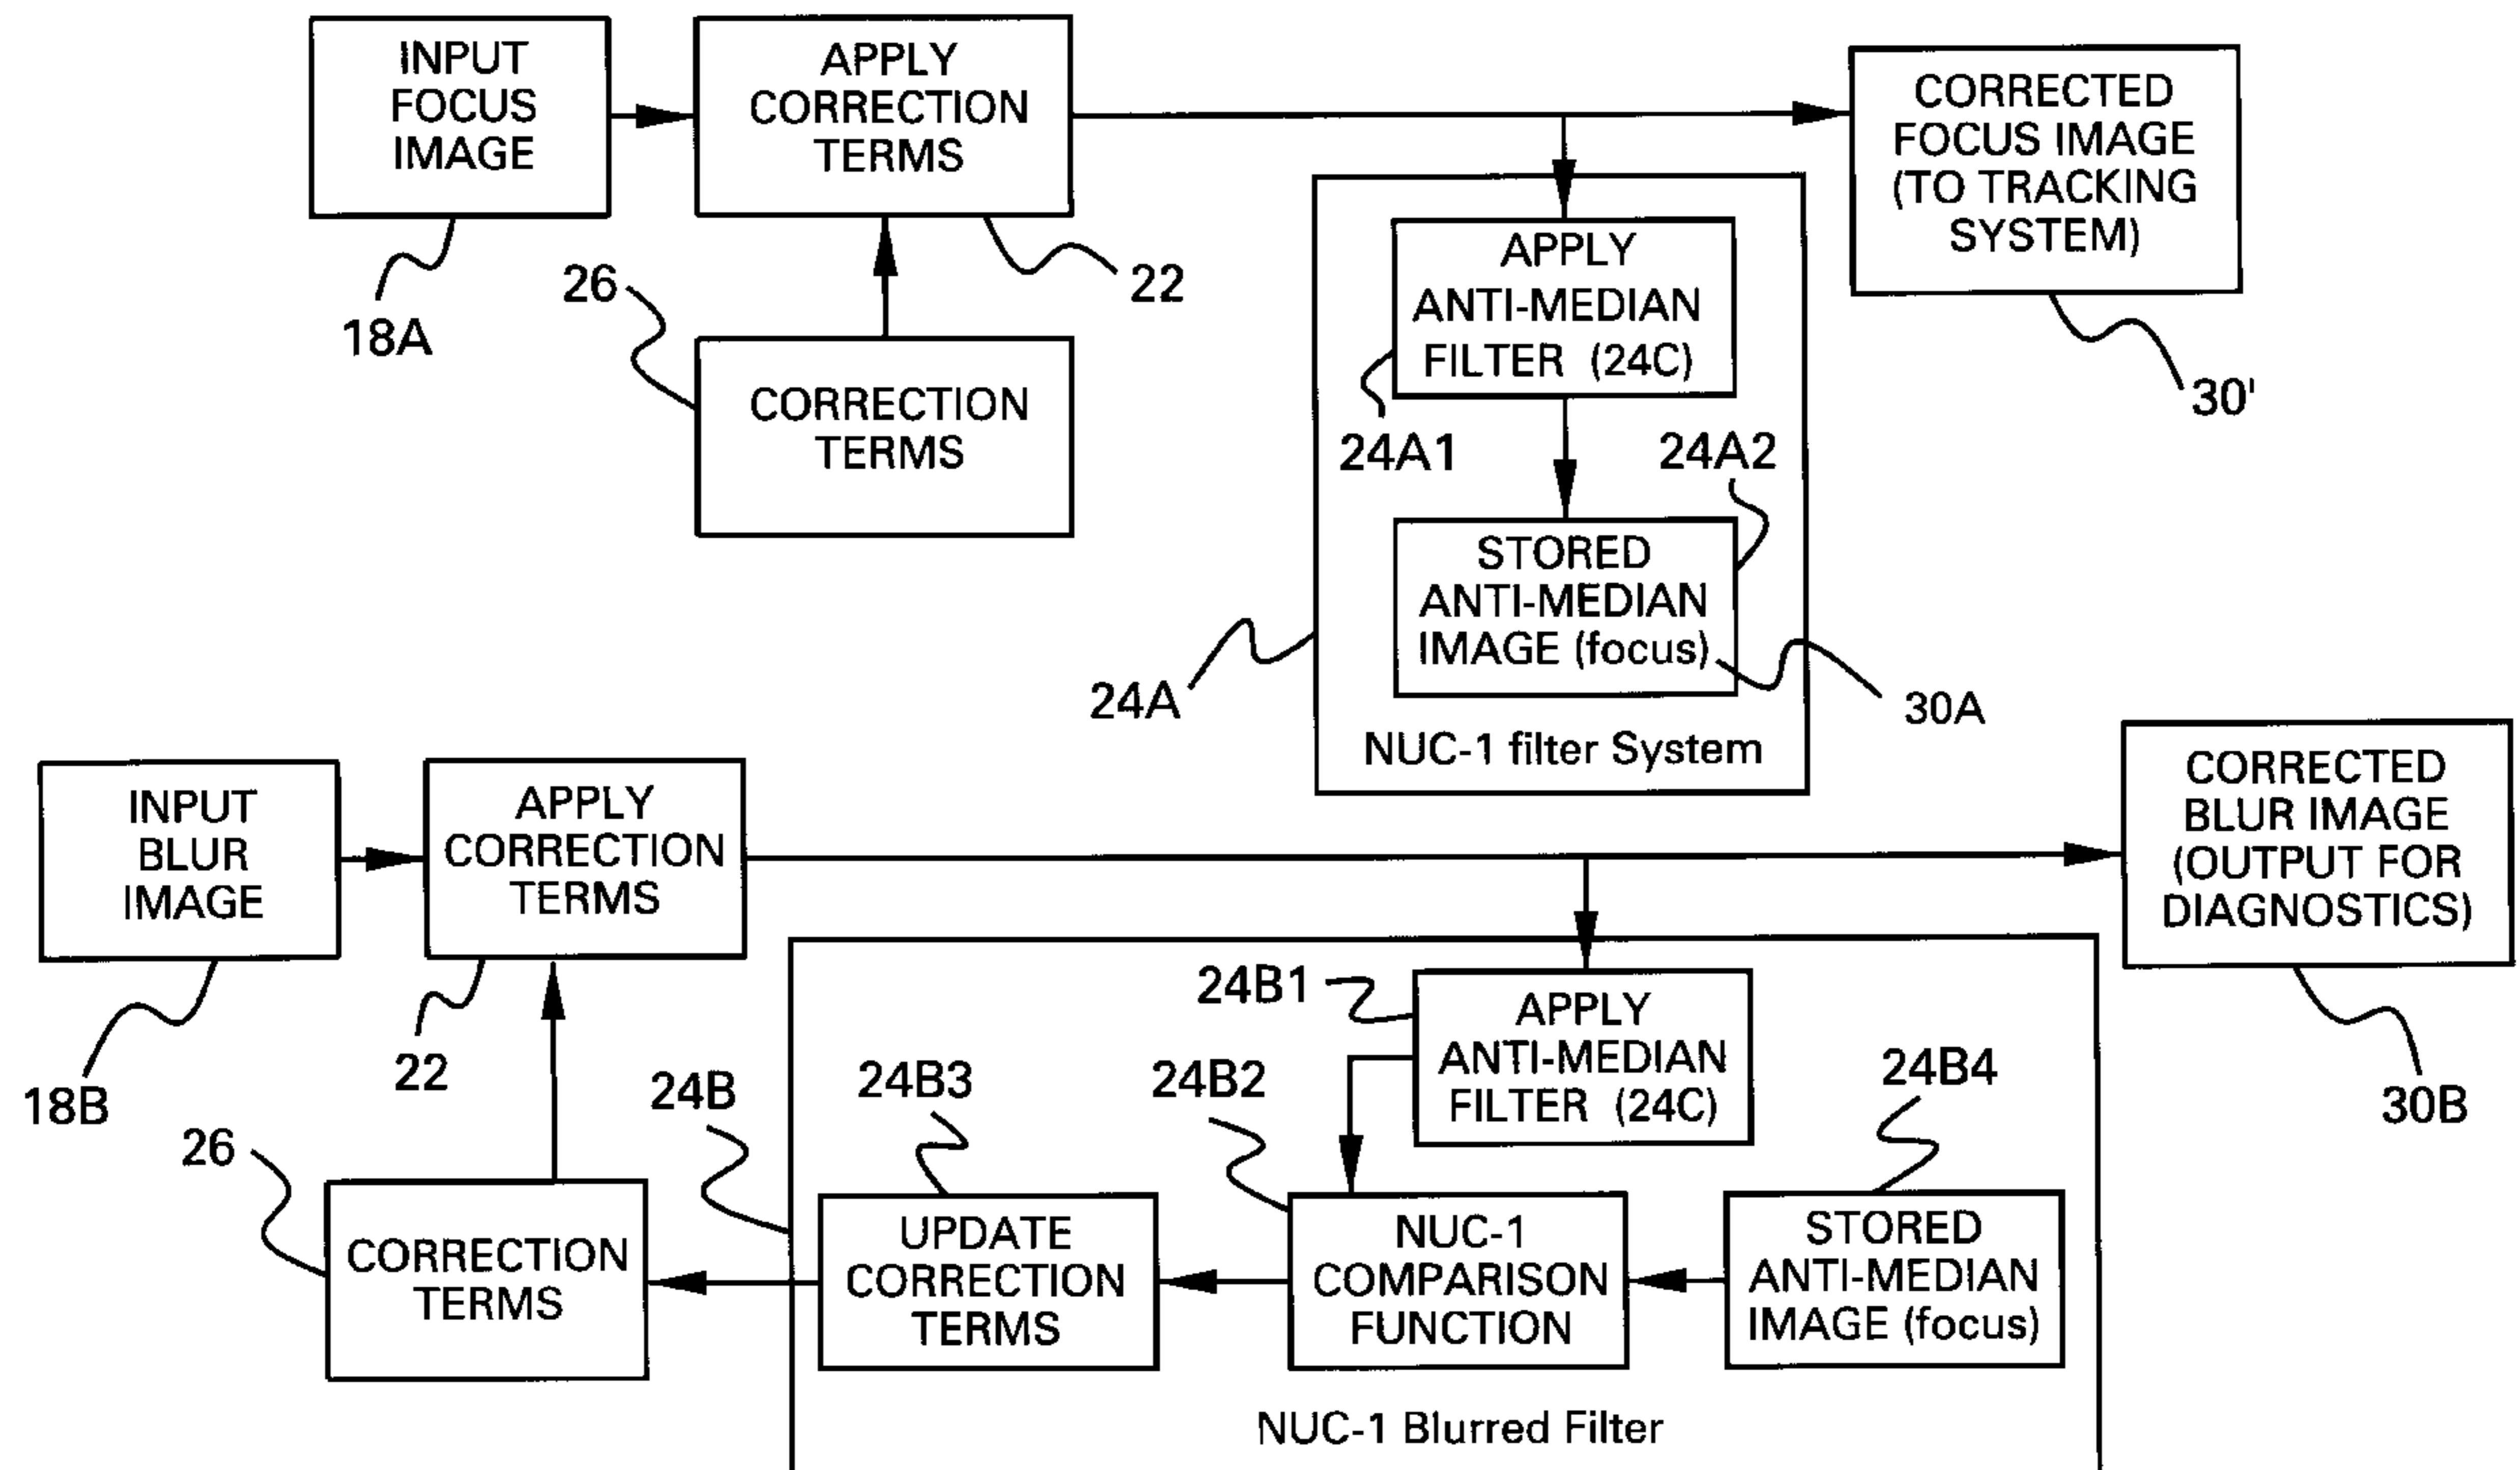 INPUT
FOCUS
IMAGE
18A
APPLY
CORRECTION
TERMS
22
26
CORRECTION
TERMS
CORRECTED
FOCUS IMAGE
(TO TRACKING
SYSTEM)
30'
APPLY
ANTI-MEDIAN
FILTER (24C)
24A1
24A2
STORED
ANTI-MEDIAN
IMAGE (focus)
24A
30A
NUC-1 filter System
INPUT
BLUR
IMAGE
18B
APPLY
CORRECTION
TERMS
22
26
CORRECTION
TERMS
CORRECTED
BLUR IMAGE
(OUTPUT FOR
DIAGNOSTICS)
30B
24B1
APPLY
ANTI-MEDIAN
FILTER (24C)
24B
24B3
UPDATE
CORRECTION
TERMS
24B2
NUC-1
COMPARISON
FUNCTION
24B4
STORED
ANTI-MEDIAN
IMAGE (focus)
NUC-1 Blurred Filter